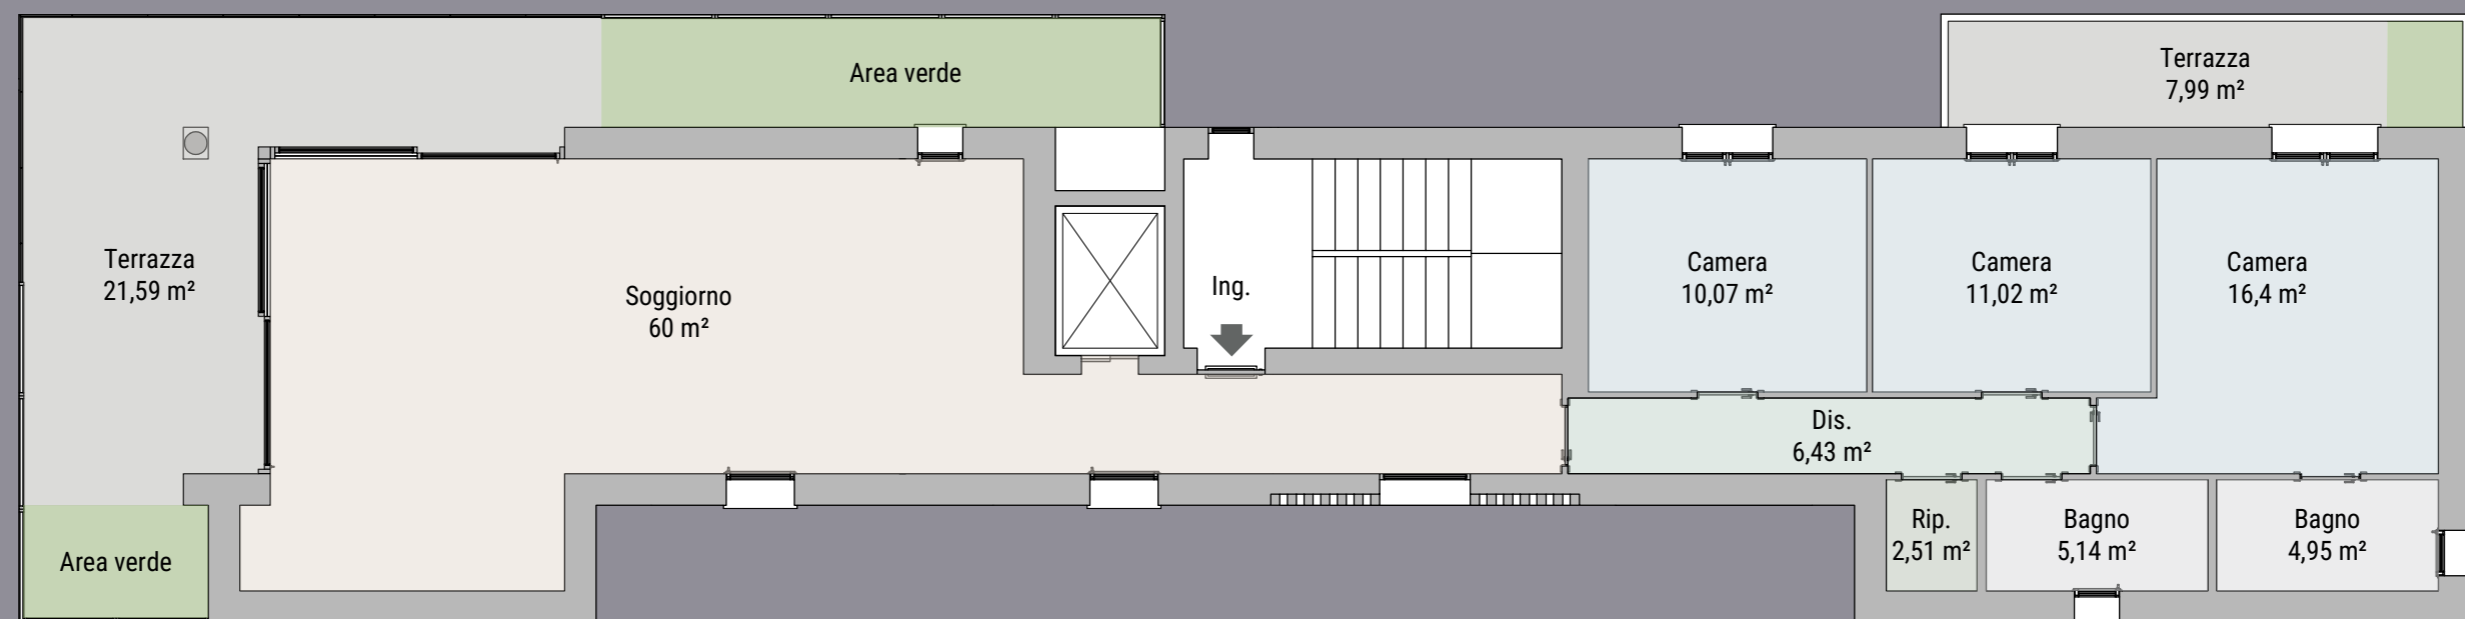 Area verde
Terrazza
7,99 m²
Terrazza
21,59 m²
Soggiorno
60 m²
Ing.
Camera
10,07 m²
Camera
11,02 m²
Camera
16,4 m²
Dis.
6,43 m²
Area verde
Rip.
2,51 m²
Bagno
5,14 m²
Bagno
4,95 m²